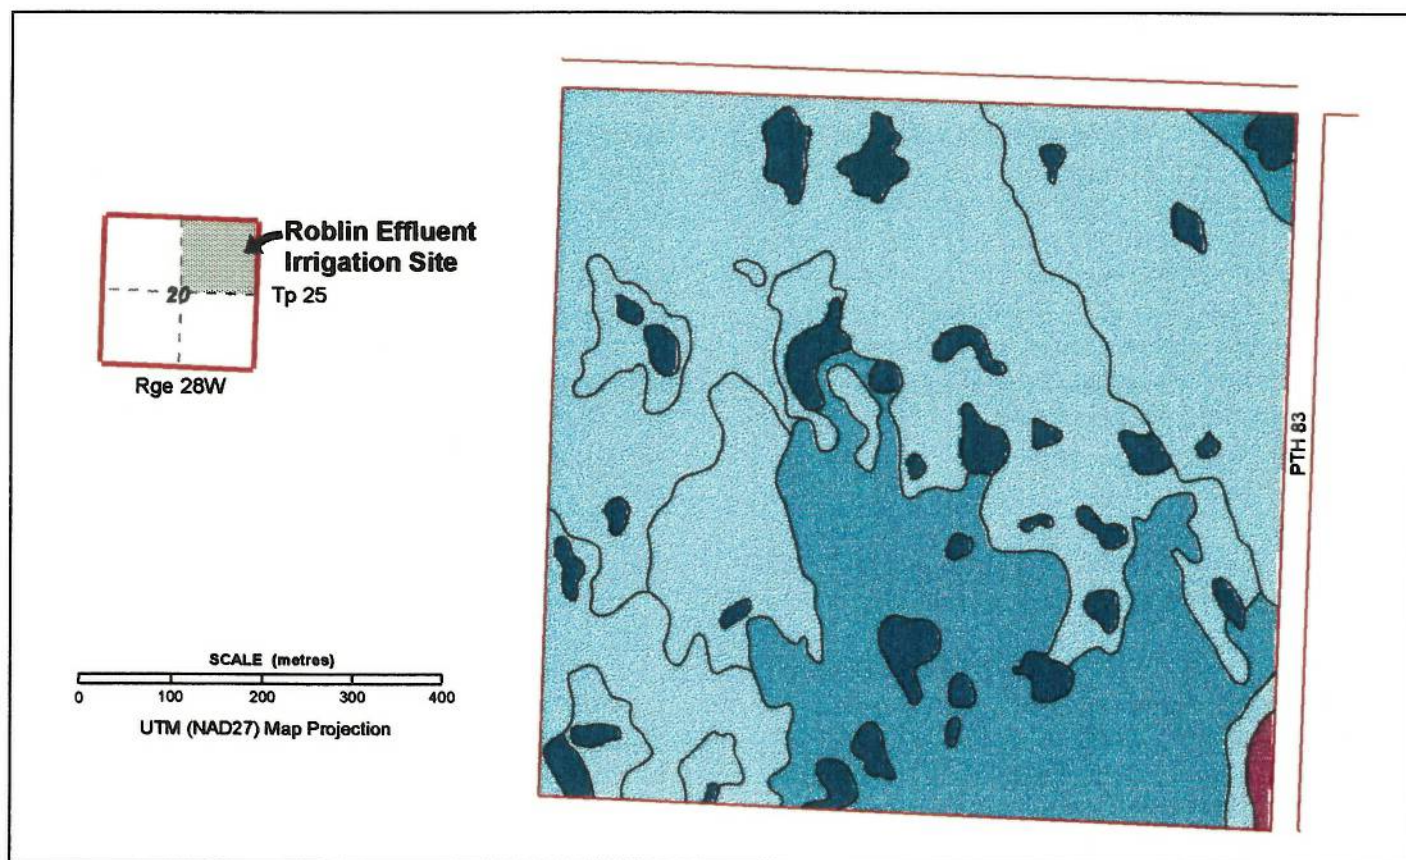 Roblin Effluent
Irrigation Site
20
Tp 25
Rge 28W
PTH 83
SCALE (metres)
0 100 200 300 400
UTM (NAD27) Map Projection